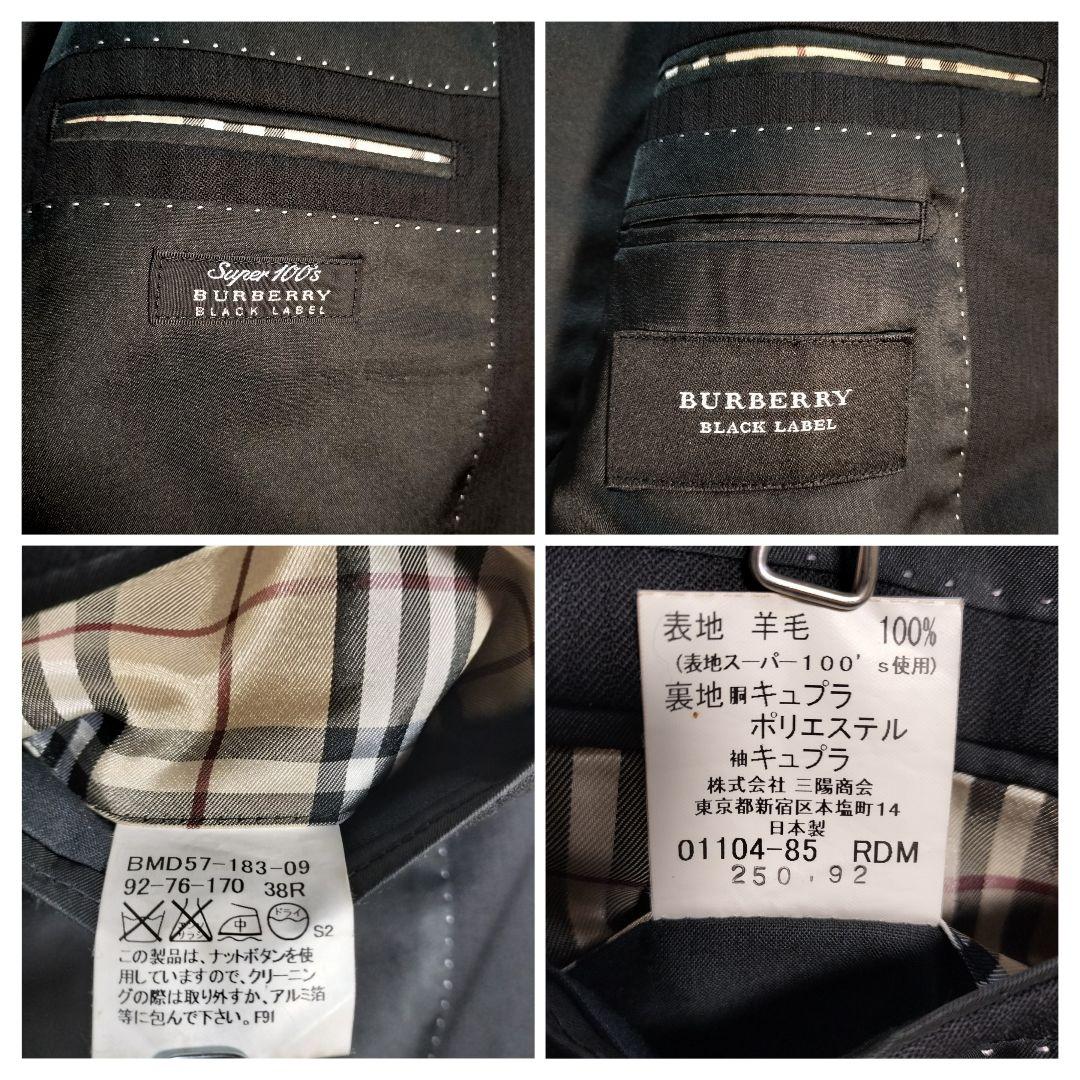 Super 100's
BURBERRY
BLACK LABEL
BURBERRY
BLACK LABEL
BMD57-183-09
92-76-170 38R
中 ドライ S2
この製品は、ナットボタンを使
用していますので、クリーニン
グの際は取り外すか、アルミ箔
等に包んで下さい。F91
表地 羊毛 100%
(表地スーパー100's使用)
裏地 胴キュプラ
ポリエステル
袖キュプラ
株式会社 三陽商会
東京都新宿区本塩町14
日本製
01104-85 RDM
250.92